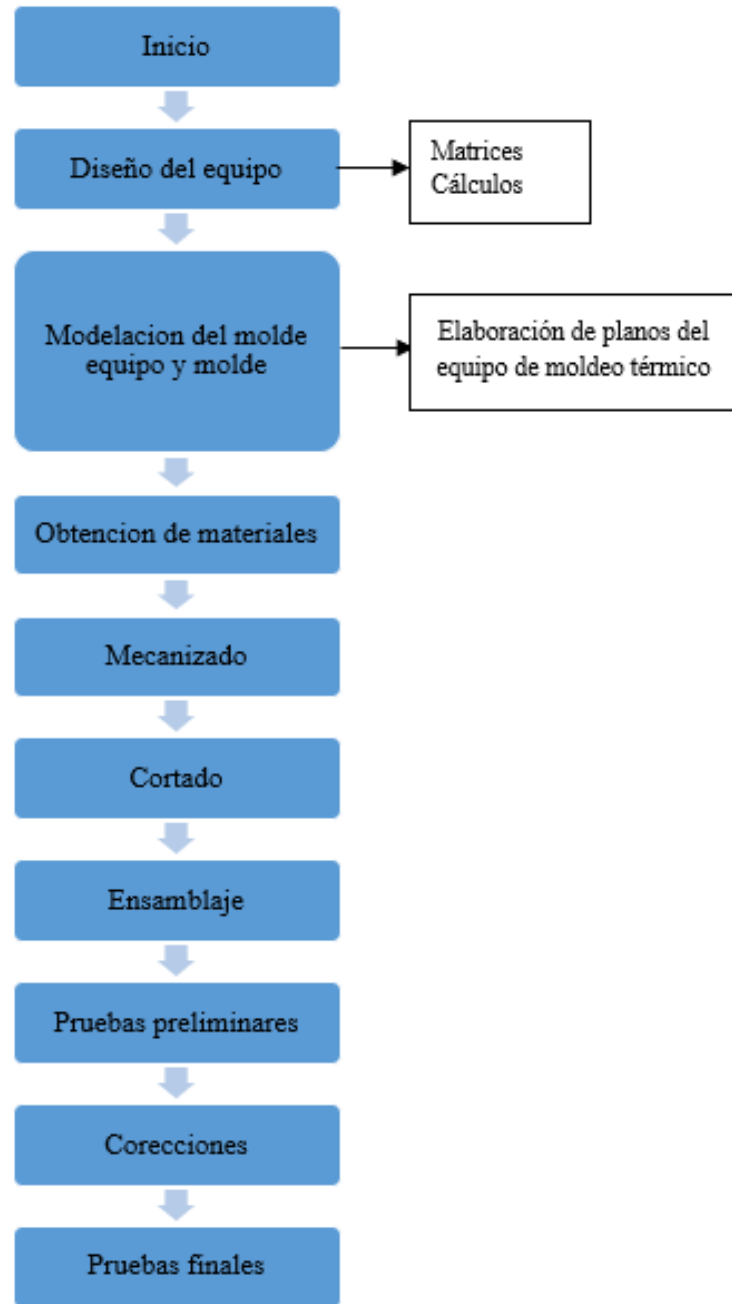 Inicio
Diseño del equipo
Matrices
Cálculos
Modelacion del molde
equipo y molde
Elaboración de planos del
equipo de moldeo térmico
Obtencion de materiales
Mecanizado
Cortado
Ensamblaje
Pruebas preliminares
Corecciones
Pruebas finales